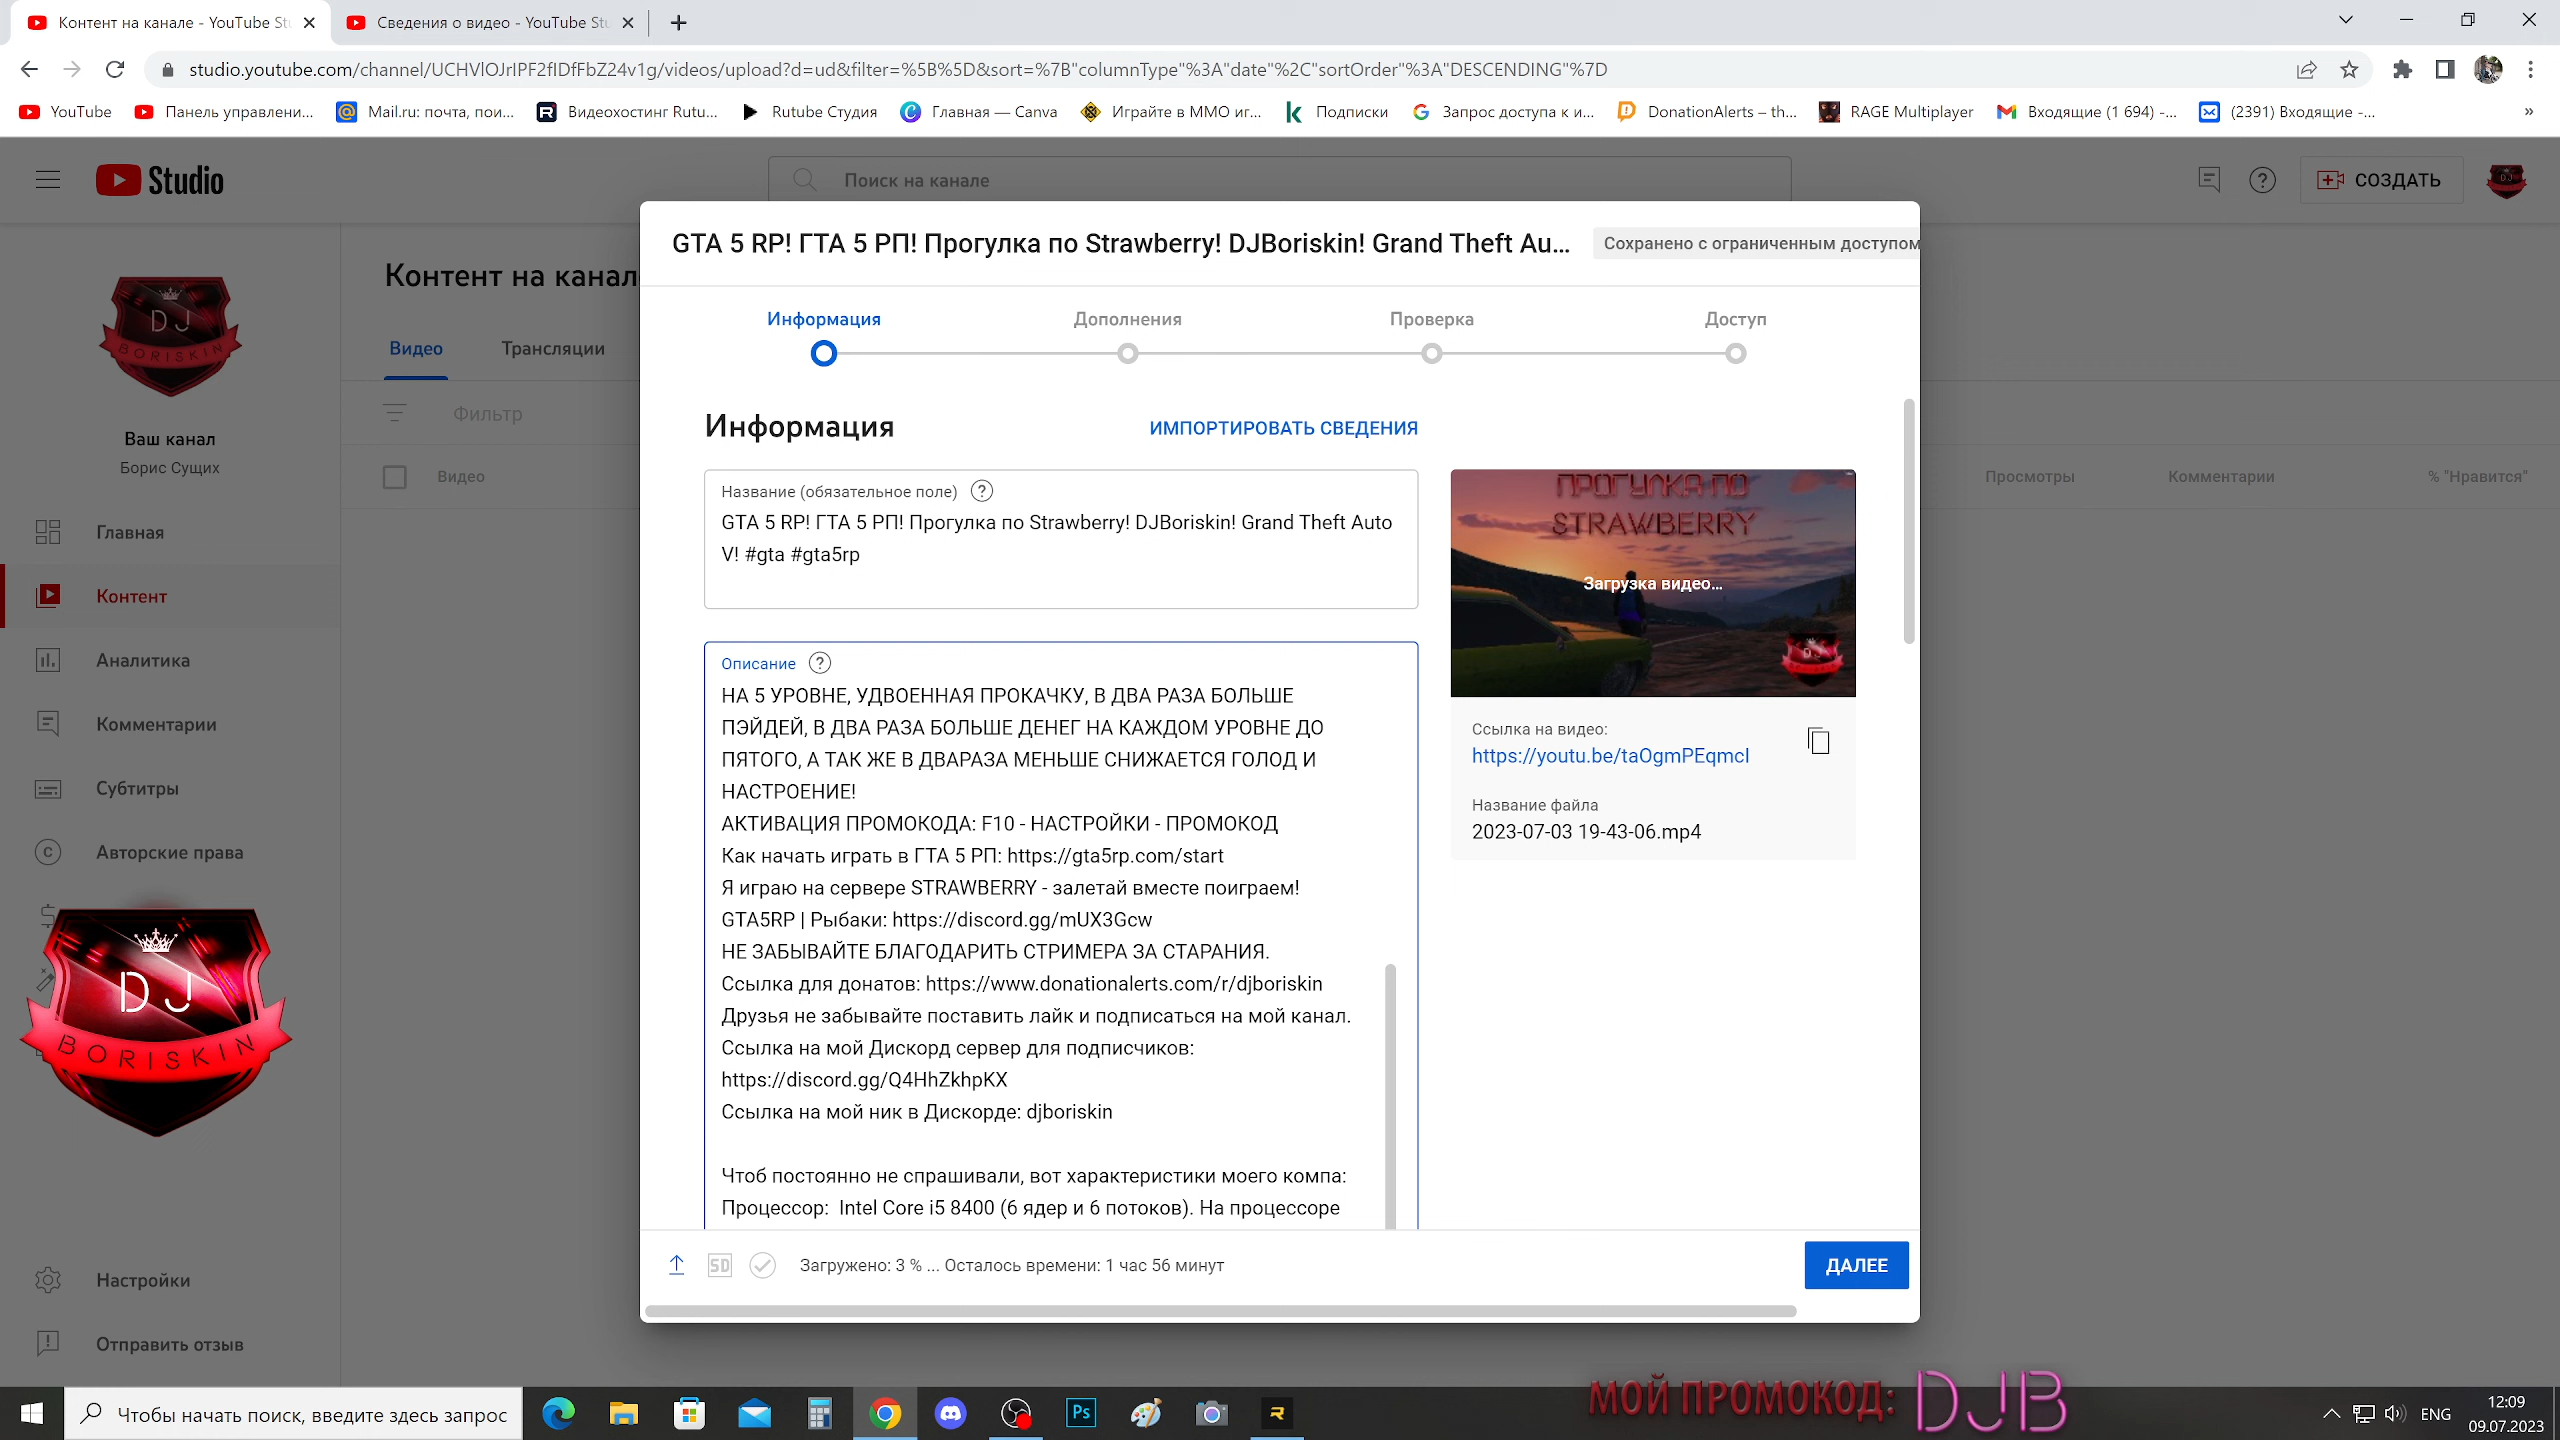 Контент на канале - YouTube St
Сведения о видео - YouTube St
studio.youtube.com/channel/UCHVlOJrIPF2fIDfFbZ24v1g/videos/upload?d=ud&filter=%5B%5D&sort=%7B"columnType"%3A"date"%2C"sortOrder"%3A"DESCENDING"%7D
YouTube
Панель управлени...
Mail.ru: почта, пои...
Видеохостинг Rutu...
Rutube Студия
Главная — Canva
Играйте в ММО иг...
Подписки
Запрос доступа к и...
DonationAlerts – th...
RAGE Multiplayer
Входящие (1 694) -...
(2391) Входящие -...
»
Studio
Поиск на канале
СОЗДАТЬ
DJ
BORISKIN
Ваш канал
Борис Сущих
Главная
Контент
Аналитика
Комментарии
Субтитры
Авторские права
DJ
BORISKIN
Настройки
Отправить отзыв
Контент на канал
Видео
Трансляции
Фильтр
Видео
Просмотры
Комментарии
% "Нравится"
GTA 5 RP! ГТА 5 РП! Прогулка по Strawberry! DJBoriskin! Grand Theft Au...
Сохранено с ограниченным доступом
Информация
Дополнения
Проверка
Доступ
Информация
ИМПОРТИРОВАТЬ СВЕДЕНИЯ
Название (обязательное поле)
GTA 5 RP! ГТА 5 РП! Прогулка по Strawberry! DJBoriskin! Grand Theft Auto
V! #gta #gta5rp
Описание
НА 5 УРОВНЕ, УДВОЕННАЯ ПРОКАЧКУ, В ДВА РАЗА БОЛЬШЕ
ПЭЙДЕЙ, В ДВА РАЗА БОЛЬШЕ ДЕНЕГ НА КАЖДОМ УРОВНЕ ДО
ПЯТОГО, А ТАК ЖЕ В ДВАРАЗА МЕНЬШЕ СНИЖАЕТСЯ ГОЛОД И
НАСТРОЕНИЕ!
АКТИВАЦИЯ ПРОМОКОДА: F10 - НАСТРОЙКИ - ПРОМОКОД
Как начать играть в ГТА 5 РП: https://gta5rp.com/start
Я играю на сервере STRAWBERRY - залетай вместе поиграем!
GTA5RP | Рыбаки: https://discord.gg/mUX3Gcw
НЕ ЗАБЫВАЙТЕ БЛАГОДАРИТЬ СТРИМЕРА ЗА СТАРАНИЯ.
Ссылка для донатов: https://www.donationalerts.com/r/djboriskin
Друзья не забывайте поставить лайк и подписаться на мой канал.
Ссылка на мой Дискорд сервер для подписчиков:
https://discord.gg/Q4HhZkhpKX
Ссылка на мой ник в Дискорде: djboriskin
Чтоб постоянно не спрашивали, вот характеристики моего компа:
Процессор: Intel Core i5 8400 (6 ядер и 6 потоков). На процессоре
ПРОГУЛКА ПО
STRAWBERRY
Загрузка видео...
Ссылка на видео:
https://youtu.be/taOgmPEqmcI
Название файла
2023-07-03 19-43-06.mp4
SD
Загружено: 3 % ... Осталось времени: 1 час 56 минут
ДАЛЕЕ
МОЙ ПРОМОКОД: DJB
Чтобы начать поиск, введите здесь запрос
Ps
ENG
12:09
09.07.2023